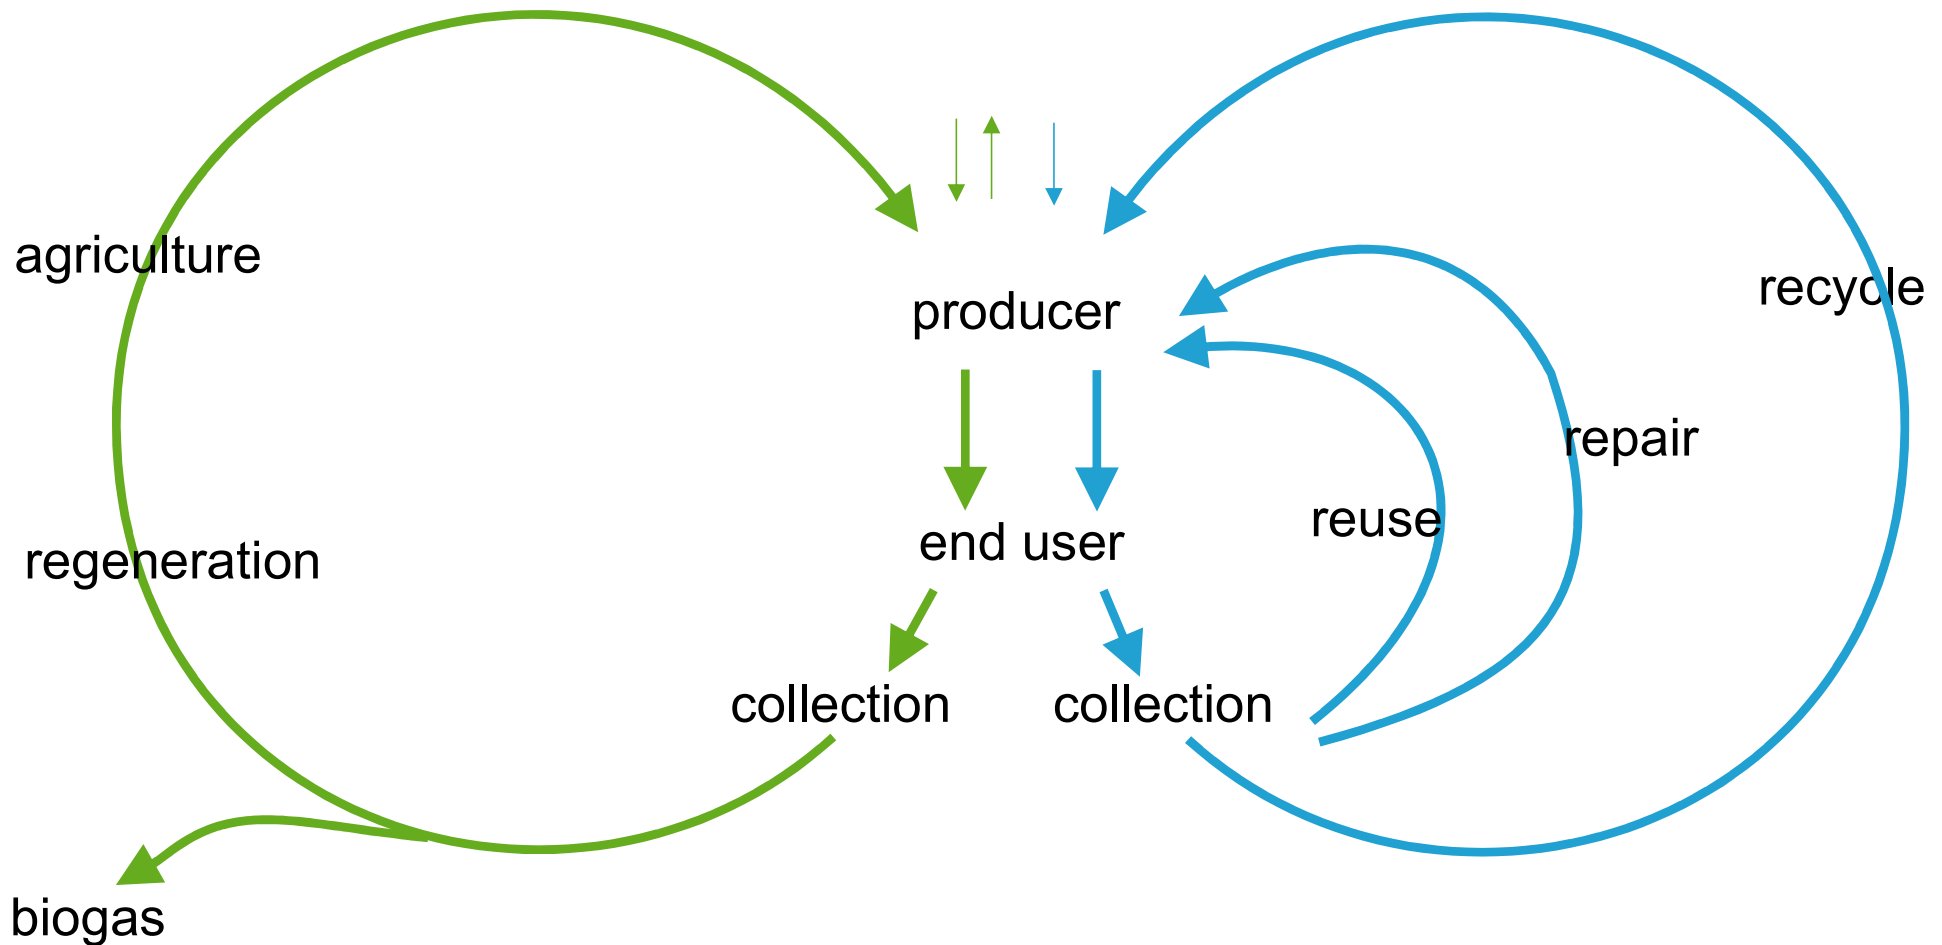 agriculture
recycle
producer
repair
reuse
end user
regeneration
collection
collection
biogas